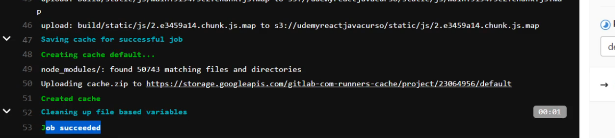 p
46 upload: build/static/js/2.e3459a14.chunk.js.map to s3://udemyreactjavacurso/static/js/2.e3459a14.chunk.js.map
47 Saving cache for successful job
48 Creating cache default...
49 node_modules/: found 50743 matching files and directories
50 Uploading cache.zip to https://storage.googleapis.com/gitlab-com-runners-cache/project/23064956/default
51 Created cache
52 Cleaning up file based variables 00:01
53 Job succeeded